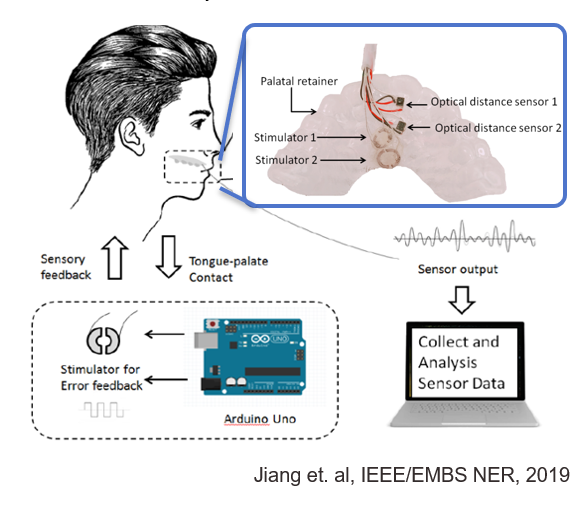 Palatal retainer
Optical distance sensor 1
Optical distance sensor 2
Stimulator 1
Stimulator 2
Sensory
feedback
Tongue-palate
Contact
Sensor output
Stimulator for
Error feedback
UNO
Arduino Uno
Collect and
Analysis
Sensor Data
Jiang et. al, IEEE/EMBS NER, 2019